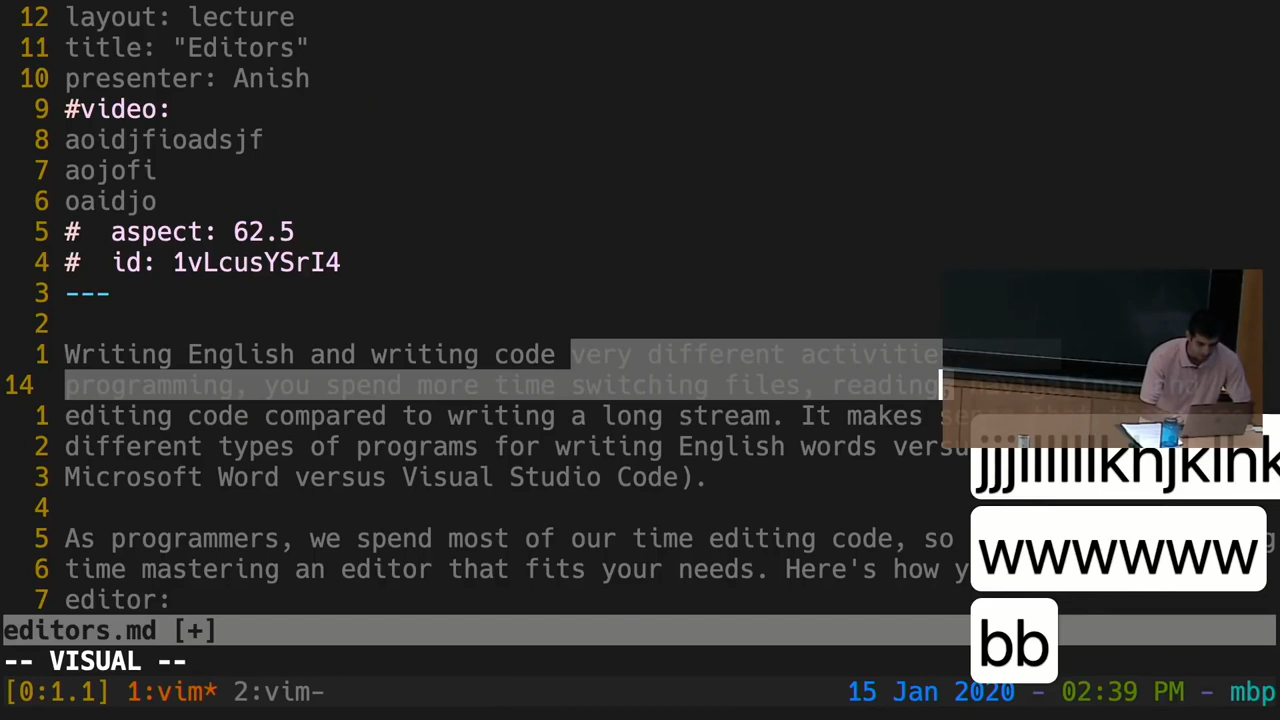 12 layout: lecture
11 title: "Editors"
10 presenter: Anish
9 #video:
8 aoidjfioadsjf
7 aojofi
6 oaidjo
5 #  aspect: 62.5
4 #  id: 1vLcusYSrI4
3 ---
2
1 Writing English and writing code very different activitie
14 programming, you spend more time switching files, reading
1 editing code compared to writing a long stream. It makes
2 different types of programs for writing English words versu
3 Microsoft Word versus Visual Studio Code).
4
5 As programmers, we spend most of our time editing code, so
6 time mastering an editor that fits your needs. Here's how y
7 editor:
editors.md [+]
-- VISUAL --
[0:1.1] 1:vim* 2:vim- 15 Jan 2020 - 02:39 PM - mbp
wwwwww
bb